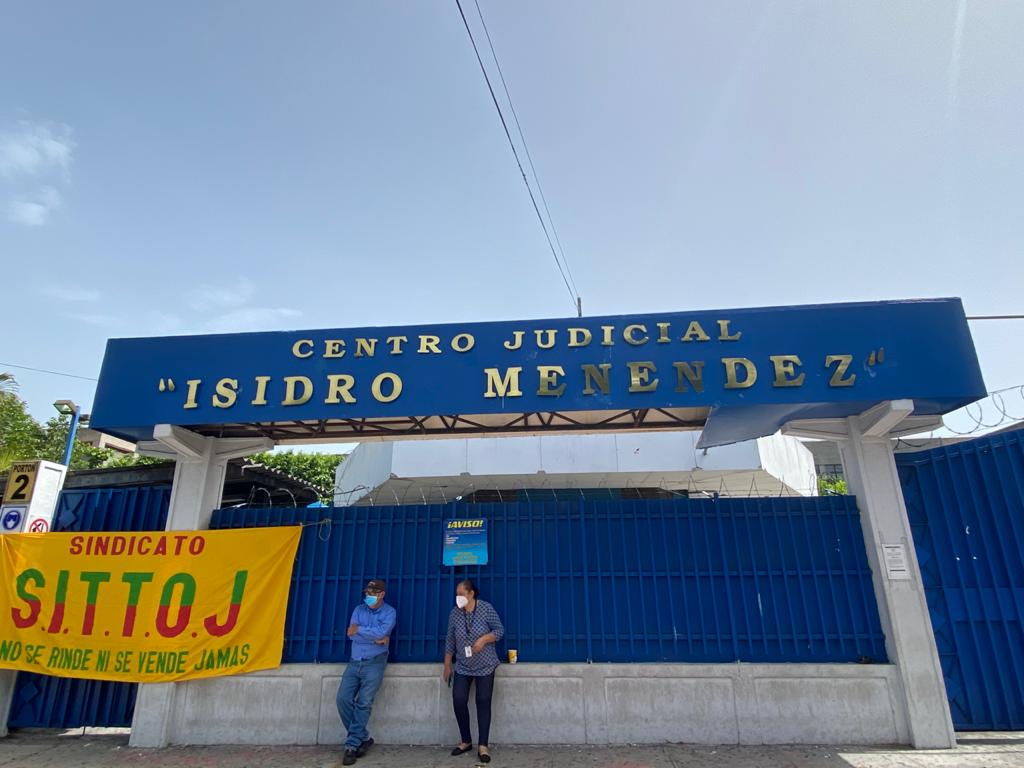 CENTRO JUDICIAL
"ISIDRO MENENDEZ"
PORTON
2
SINDICATO
S.I.T.T.O.J
NO SE RINDE NI SE VENDE JAMAS
¡AVISO!